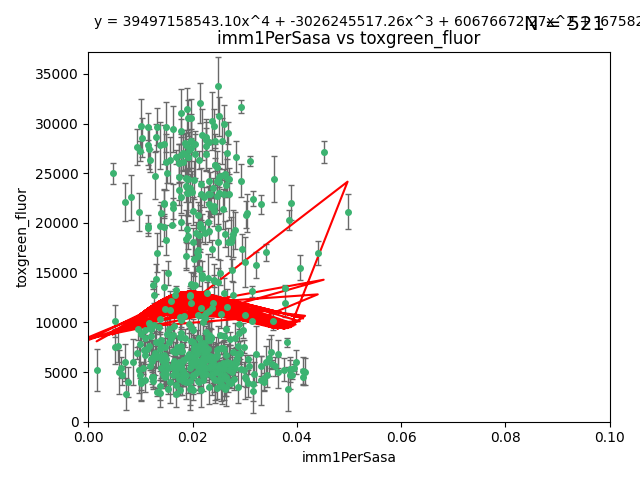 y = 39497158543.10x^4 + -3026245517.26x^3 + 60676672
N = 521
imm1PerSasa vs toxgreen_fluor
35000
30000
25000
20000
15000
10000
5000
0
toxgreen_fluor
0.00 0.02 0.04 0.06 0.08 0.10
imm1PerSasa